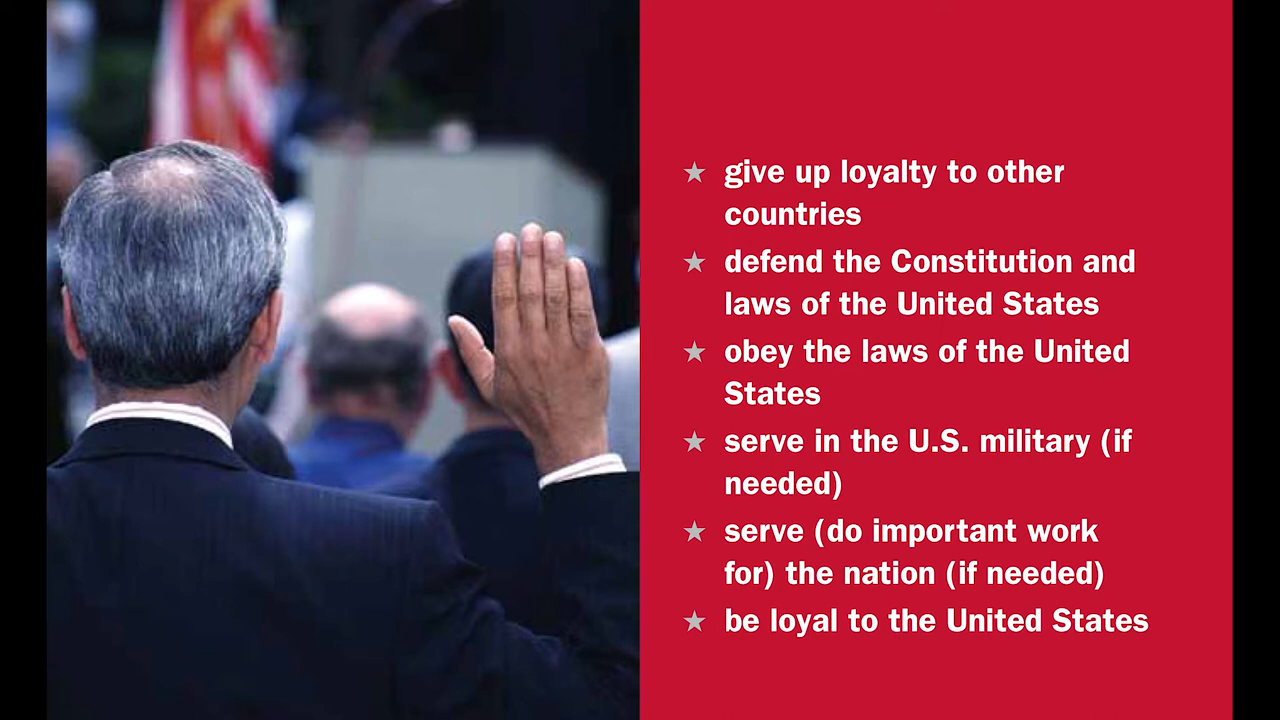 ★ give up loyalty to other
countries
★ defend the Constitution and
laws of the United States
★ obey the laws of the United
States
★ serve in the U.S. military (if
needed)
★ serve (do important work
for) the nation (if needed)
★ be loyal to the United States